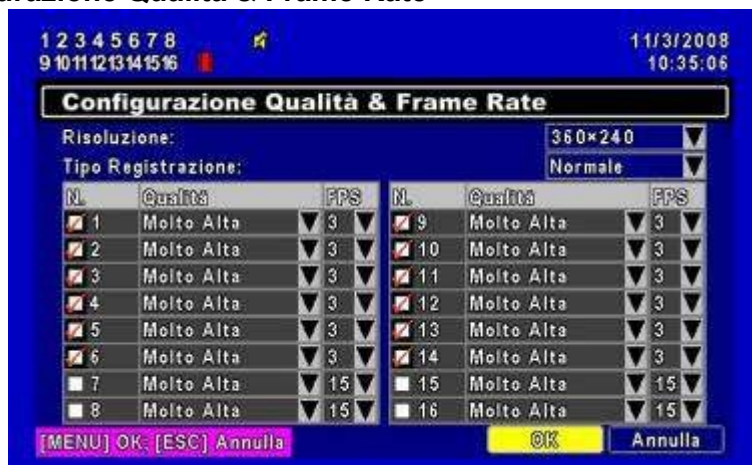 1 2 3 4 5 6 7 8
11/3/2008
9 10 11 12 13 14 15 16
10:35:06
Configurazione Qualità & Frame Rate
Risoluzione: 360×240
Tipo Registrazione: Normale
N. Qualità FPS N. Qualità FPS
1 Molto Alta 3 9 Molto Alta 3
2 Molto Alta 3 10 Molto Alta 3
3 Molto Alta 3 11 Molto Alta 3
4 Molto Alta 3 12 Molto Alta 3
5 Molto Alta 3 13 Molto Alta 3
6 Molto Alta 3 14 Molto Alta 3
7 Molto Alta 15 15 Molto Alta 15
8 Molto Alta 15 16 Molto Alta 15
[MENU] OK; [ESC] Annulla
OK
Annulla